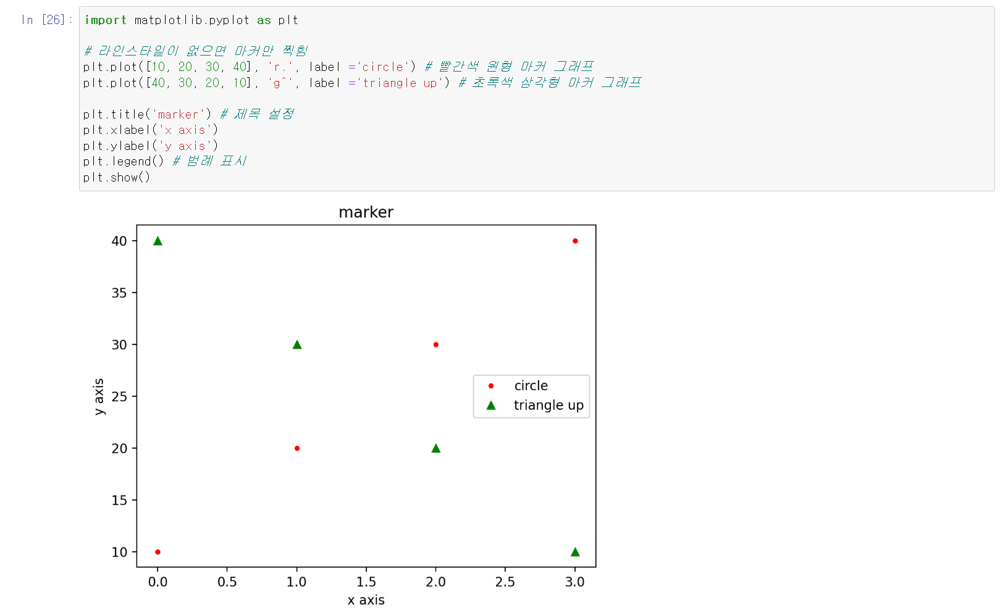 In [26]:
import matplotlib.pyplot as plt
# 라인스타일이 없으면 마커만 찍힘
plt.plot([10, 20, 30, 40], 'r.', label ='circle') # 빨간색 원형 마커 그래프
plt.plot([40, 30, 20, 10], 'g^', label ='triangle up') # 초록색 삼각형 마커 그래프
plt.title('marker') # 제목 설정
plt.xlabel('x axis')
plt.ylabel('y axis')
plt.legend() # 범례 표시
plt.show()
marker
40
35
30
25
20
15
10
y axis
circle
triangle up
0.0 0.5 1.0 1.5 2.0 2.5 3.0
x axis